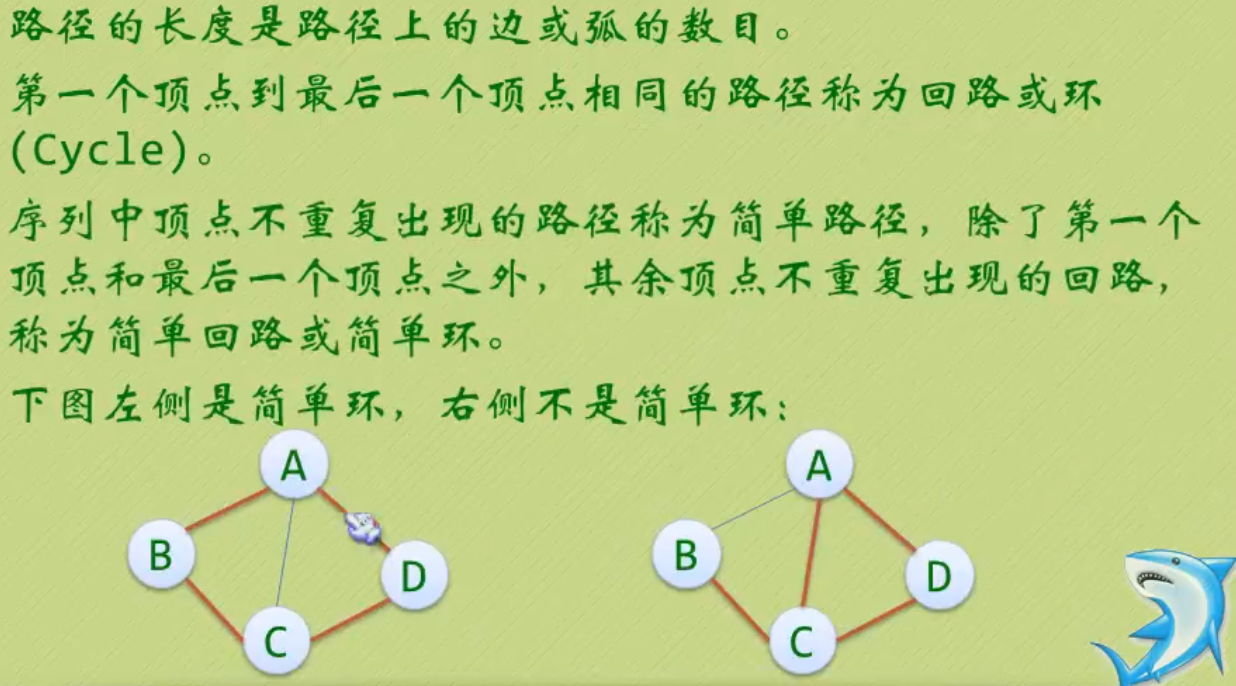 路径的长度是路径上的边或弧的数目。
第一个顶点到最后一个顶点相同的路径称为回路或环
(Cycle)。
序列中顶点不重复出现的路径称为简单路径，除了第一个
顶点和最后一个顶点之外，其余顶点不重复出现的回路，
称为简单回路或简单环。
下图左侧是简单环，右侧不是简单环：
A
B
D
C
A
B
D
C